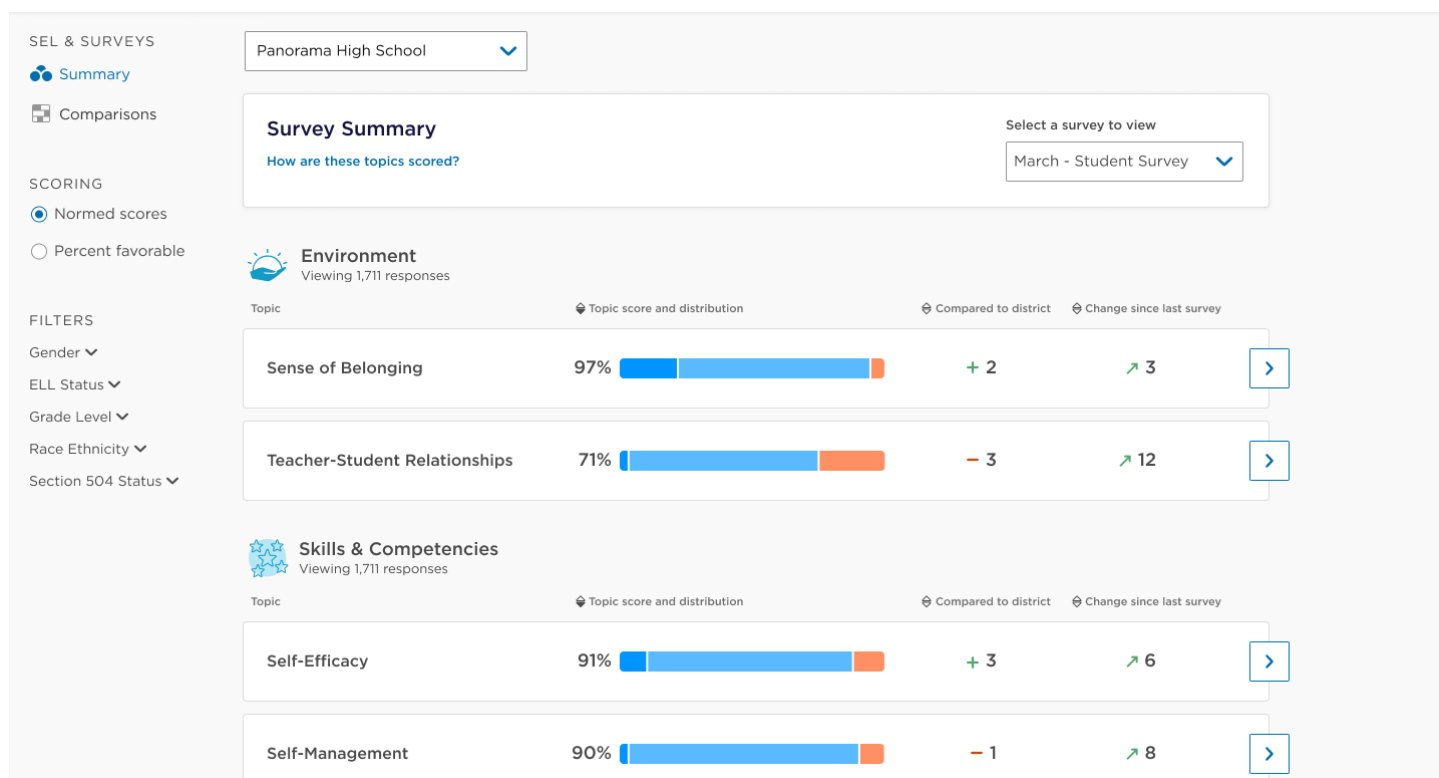 SEL & SURVEYS
Summary
Comparisons
SCORING
Normed scores
Percent favorable
FILTERS
Gender
ELL Status
Grade Level
Race Ethnicity
Section 504 Status
Panorama High School
Survey Summary
How are these topics scored?
Select a survey to view
March - Student Survey
Environment
Viewing 1,711 responses
Topic Topic score and distribution Compared to district Change since last survey
Sense of Belonging 97% + 2 ↗ 3
Teacher-Student Relationships 71% − 3 ↗ 12
Skills & Competencies
Viewing 1,711 responses
Topic Topic score and distribution Compared to district Change since last survey
Self-Efficacy 91% + 3 ↗ 6
Self-Management 90% − 1 ↗ 8